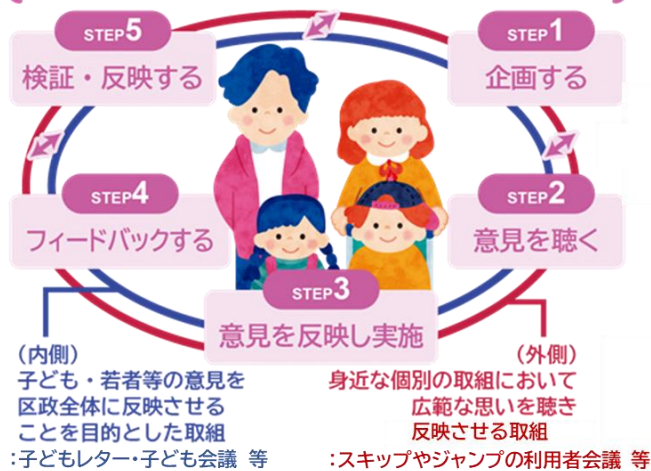 STEP5
検証・反映する
STEP1
企画する
STEP4
フィードバックする
STEP2
意見を聴く
STEP3
意見を反映し実施
（内側）
子ども・若者等の意見を
区政全体に反映させる
ことを目的とした取組
:子どもレター・子ども会議 等
（外側）
身近な個別の取組において
広範な思いを聴き
反映させる取組
:スキップやジャンプの利用者会議 等